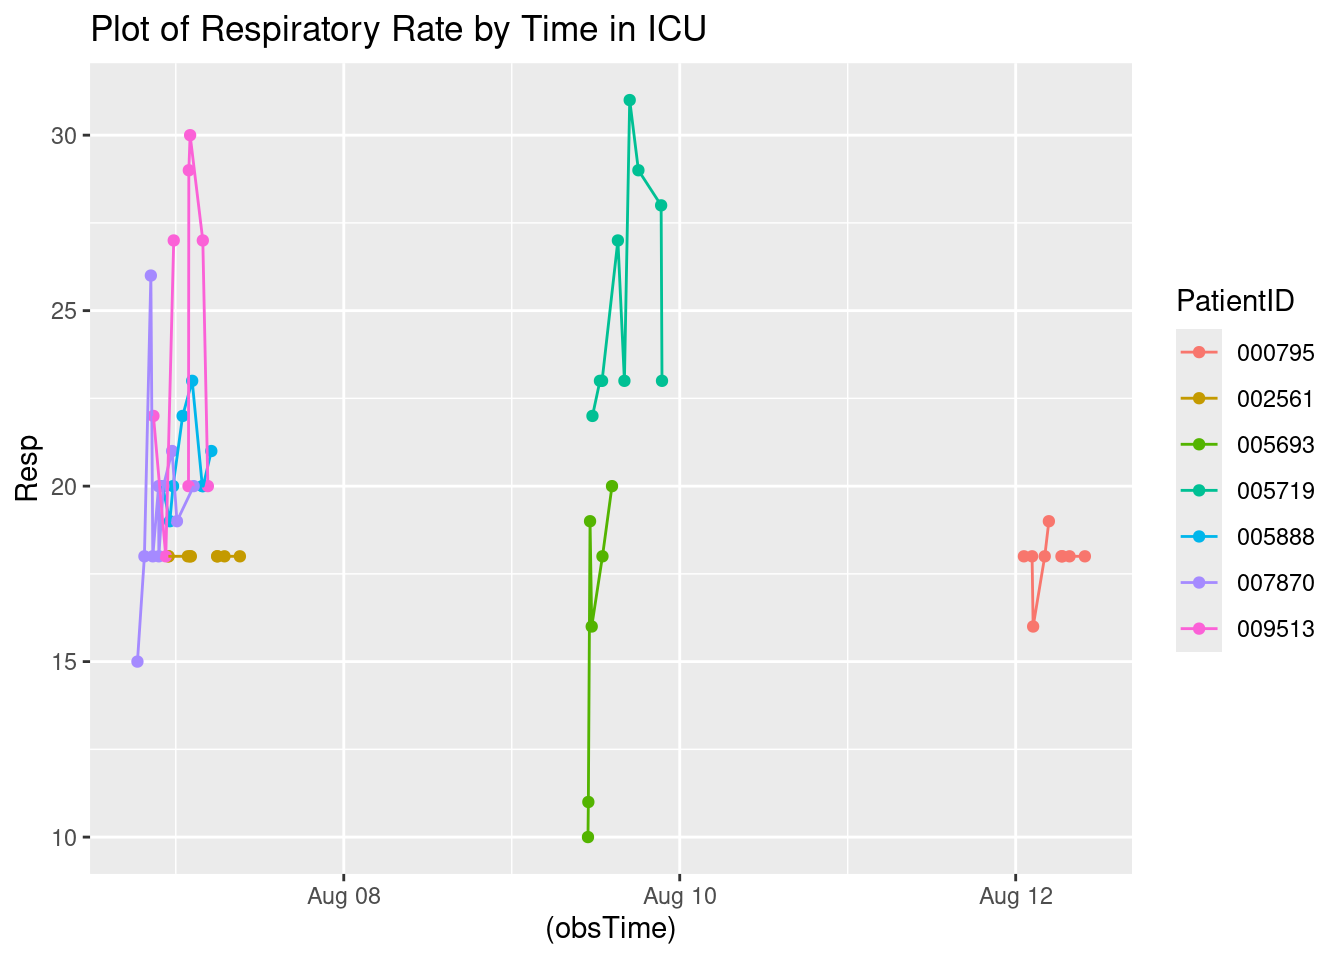 Plot of Respiratory Rate by Time in ICU
30
25
20
15
10
Resp
Aug 08
Aug 10
Aug 12
(obsTime)
PatientID
000795
002561
005693
005719
005888
007870
009513